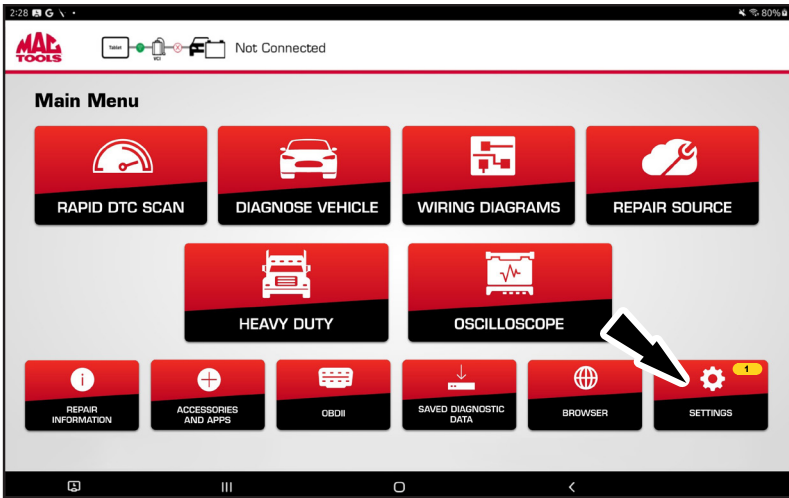 2:28 G
80%
MAC
TOOLS
Tablet
VCI
Not Connected
Main Menu
RAPID DTC SCAN
DIAGNOSE VEHICLE
WIRING DIAGRAMS
REPAIR SOURCE
HEAVY DUTY
OSCILLOSCOPE
1
REPAIR
INFORMATION
ACCESSORIES
AND APPS
OBDII
SAVED DIAGNOSTIC
DATA
BROWSER
SETTINGS